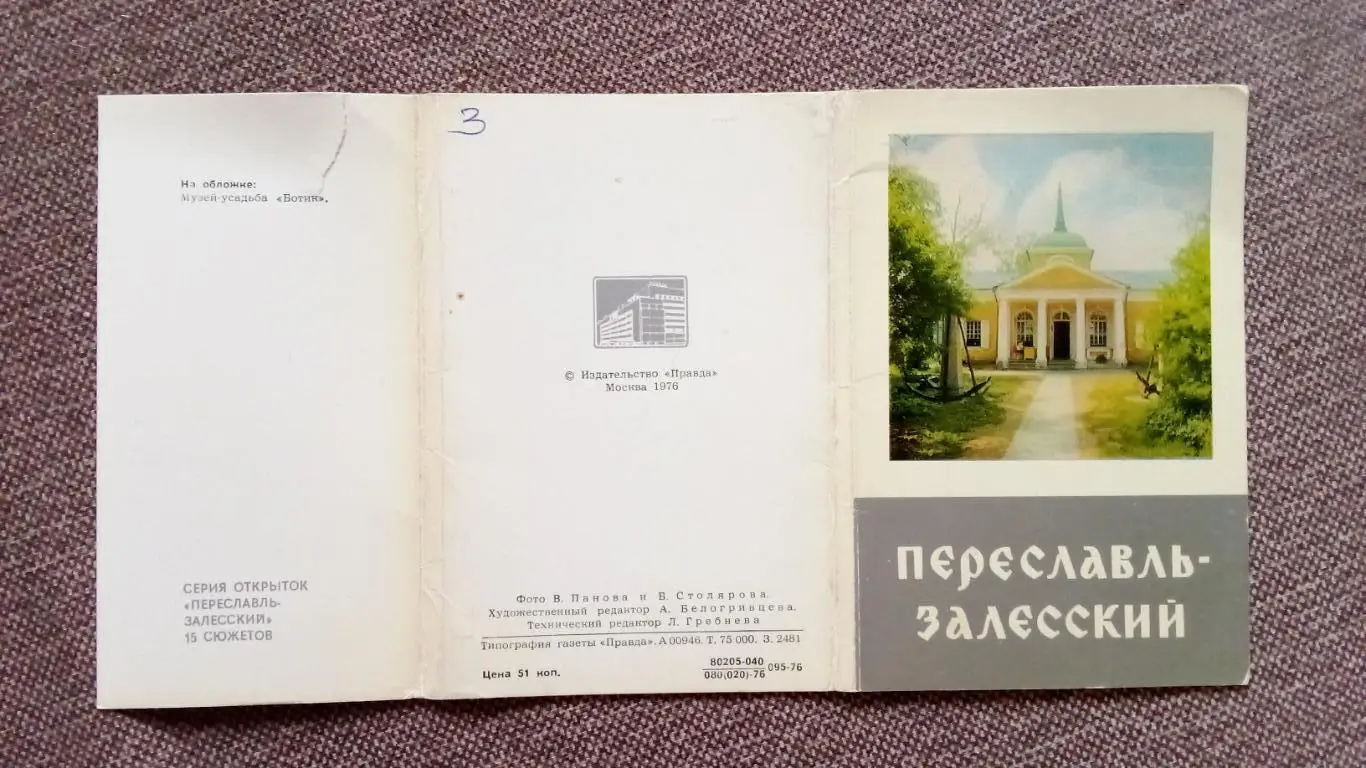 На обложке:
Музей-усадьба «Ботик».
СЕРИЯ ОТКРЫТОК
«ПЕРЕСЛАВЛЬ-
ЗАЛЕССКИЙ»
15 СЮЖЕТОВ
3
© Издательство «Правда»
Москва 1976
Фото В. Панова и Б. Столярова.
Художественный редактор А. Белогривцева.
Технический редактор Л. Гребнева
Типография газеты «Правда». А 00946. Т. 75 000. З. 2481
Цена 51 коп.
80205-040
080(020)-76
095-76
ПЕРЕСЛАВЛЬ-
ЗАЛЕССКИЙ